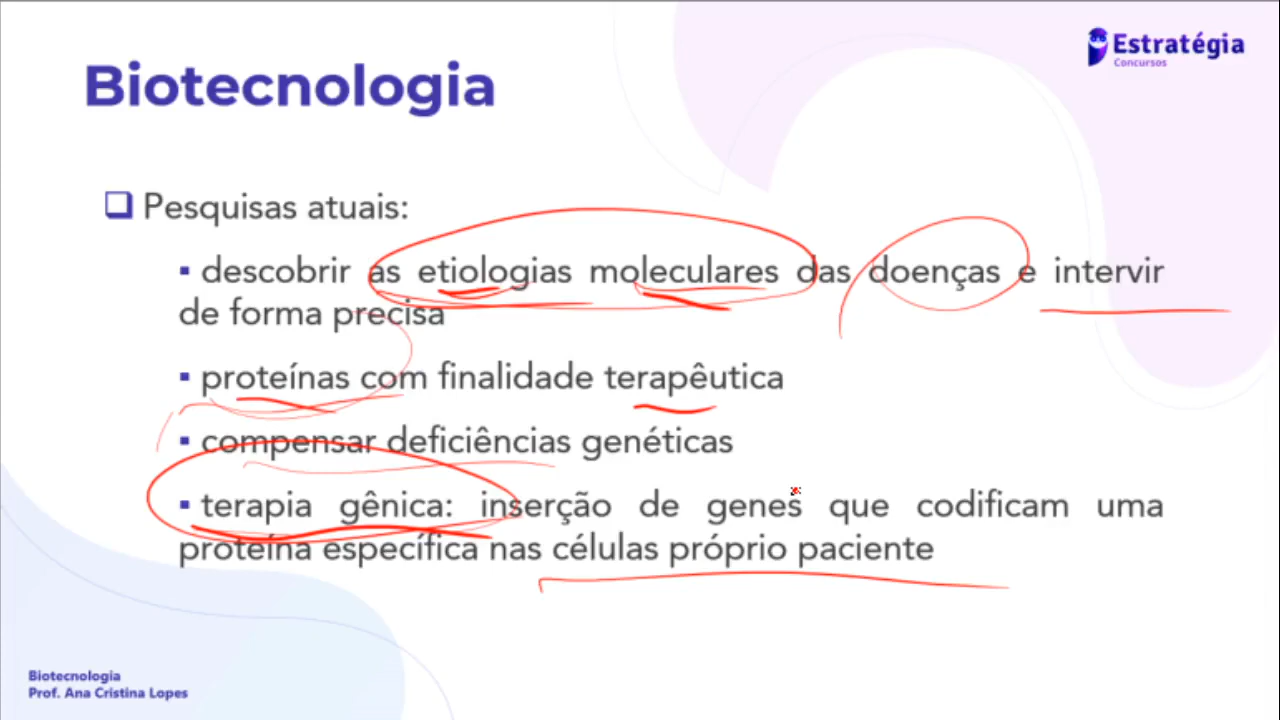 Estratégia
Concursos
Biotecnologia
Pesquisas atuais:
descobrir as etiologias moleculares das doenças e intervir
de forma precisa
proteínas com finalidade terapêutica
compensar deficiências genéticas
terapia gênica: inserção de genes que codificam uma
proteína específica nas células próprio paciente
Biotecnologia
Prof. Ana Cristina Lopes